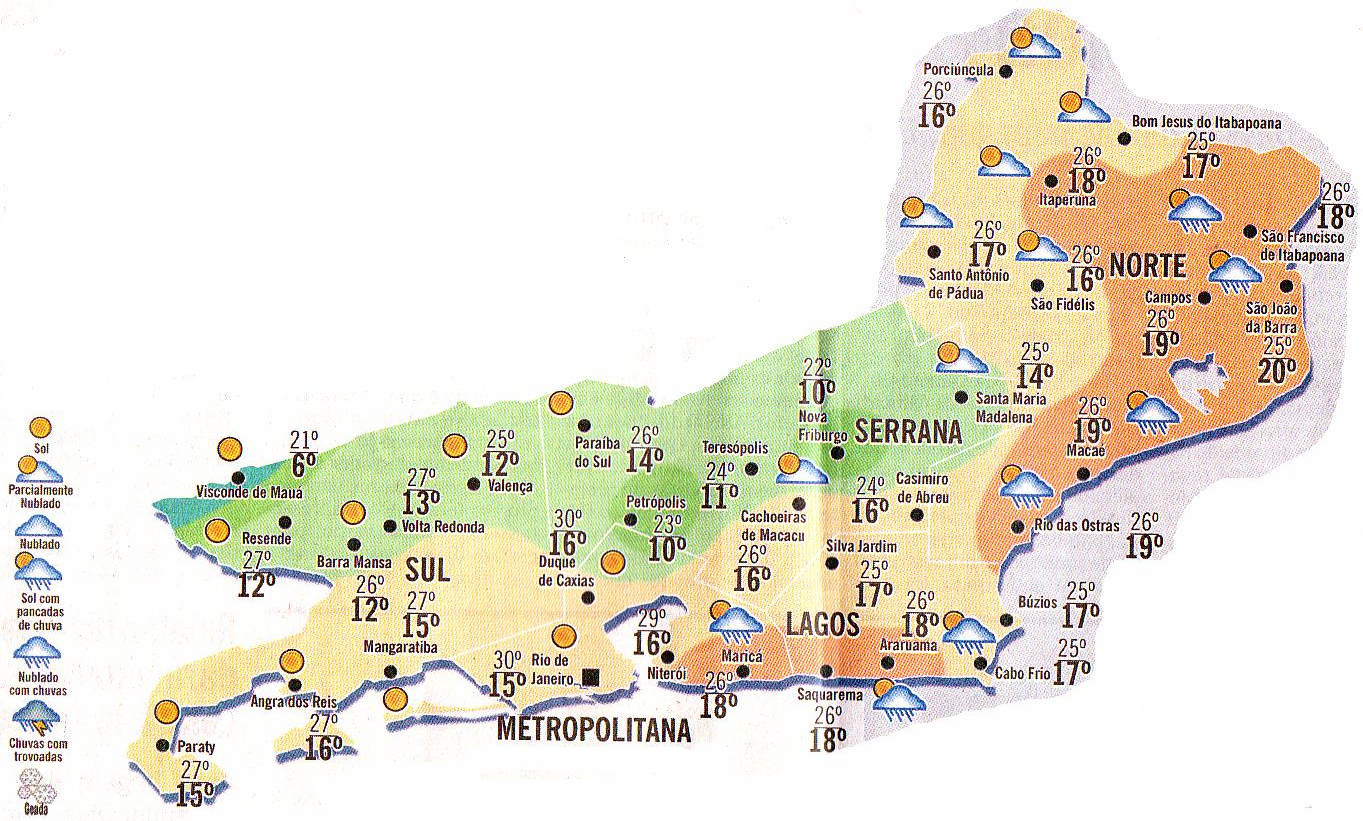 Porciúncula
26º
16º
Bom Jesus do Itabapoana
25º
17º
26º
18º
Itaperuna
26º
18º
São Francisco
de Itabapoana
26º
17º
Santo Antônio
de Pádua
26º
16º
São Fidélis
NORTE
Campos
26º
19º
São João
da Barra
25º
20º
22º
10º
Nova
Friburgo
SERRANA
25º
14º
Santa Maria
Madalena
26º
19º
Macaé
21º
6º
Visconde de Mauá
25º
12º
Valença
Paraíba
do Sul
26º
14º
Teresópolis
24º
11º
27º
13º
Volta Redonda
Petrópolis
23º
10º
Cachoeiras
de Macacu
26º
16º
Casimiro
de Abreu
24º
16º
Rio das Ostras
26º
19º
Resende
27º
12º
Barra Mansa
26º
12º
SUL
30º
16º
Duque
de Caxias
Silva Jardim
25º
17º
27º
15º
Mangaratiba
LAGOS
26º
18º
Araruama
Búzios
25º
17º
Cabo Frio
25º
17º
29º
16º
Niterói
Maricá
26º
18º
Saquarema
26º
18º
30º
15º
Rio de
Janeiro
METROPOLITANA
Angra dos Reis
27º
16º
Paraty
27º
15º
Sol
Parcialmente
Nublado
Nublado
Sol com
pancadas
de chuva
Nublado
com chuvas
Chuvas com
trovoadas
Geada